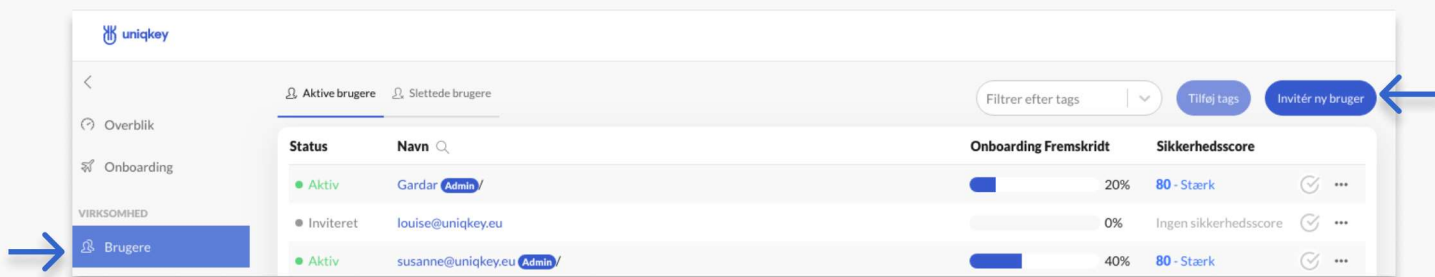 uniqkey
Aktive brugere Slettede brugere Filtrer efter tags Tilføj tags Invitér ny bruger
Overblik
Onboarding
VIRKSOMHED
Brugere
Status Navn Onboarding Fremskridt Sikkerhedsscore
Aktiv Gardar Admin/ 20% 80 - Stærk
Inviteret louise@uniqkey.eu 0% Ingen sikkerhedsscore
Aktiv susanne@uniqkey.eu Admin/ 40% 80 - Stærk